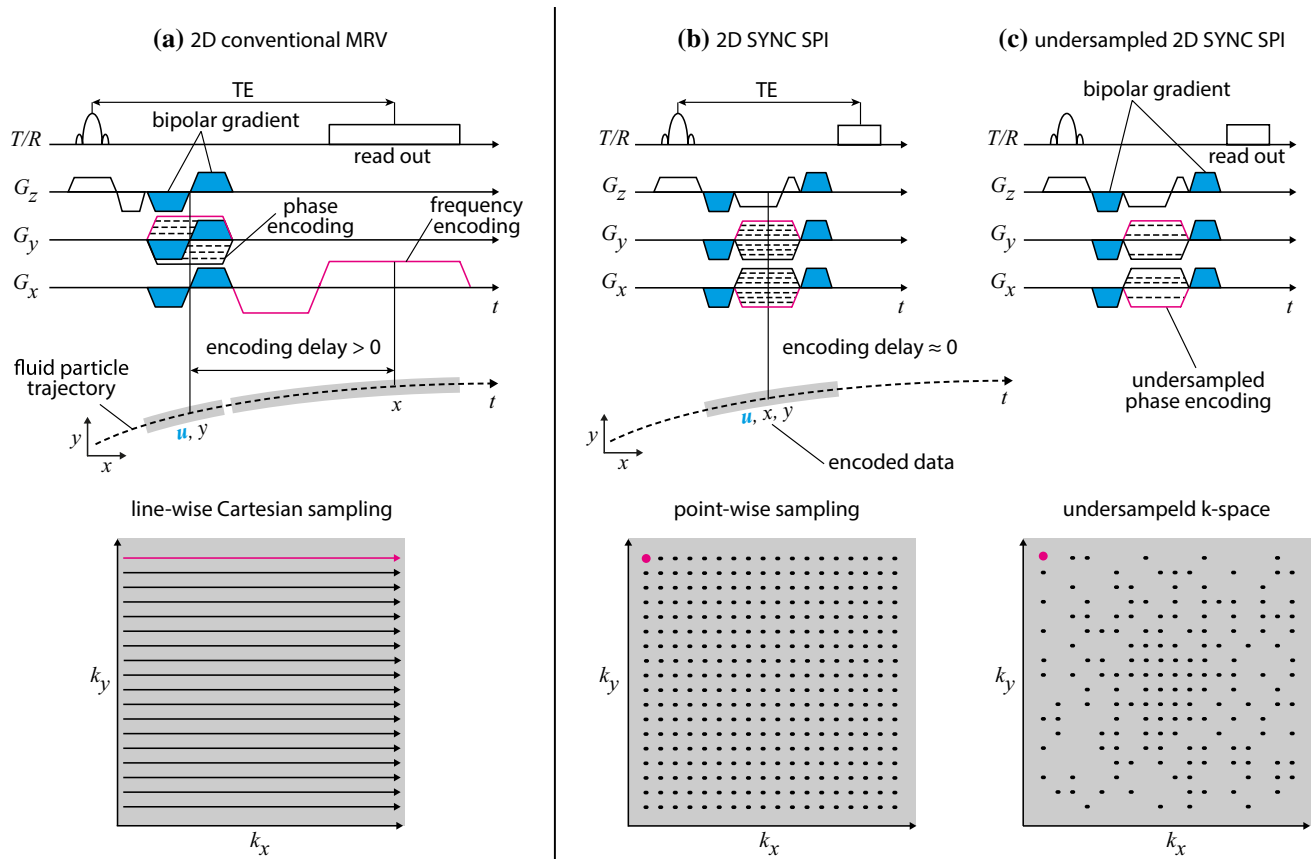 (a) 2D conventional MRV
TE
bipolar gradient
T/R
read out
G_z
phase
encoding
frequency
encoding
G_y
G_x
t
encoding delay > 0
fluid particle
trajectory
x
t
u, y
y
x
line-wise Cartesian sampling
k_y
k_x
(b) 2D SYNC SPI
TE
T/R
G_z
G_y
G_x
t
encoding delay ≈ 0
t
u, x, y
y
x
encoded data
point-wise sampling
k_y
k_x
(c) undersampled 2D SYNC SPI
bipolar gradient
T/R
read out
G_z
G_y
G_x
t
undersampled
phase encoding
undersampeld k-space
k_y
k_x